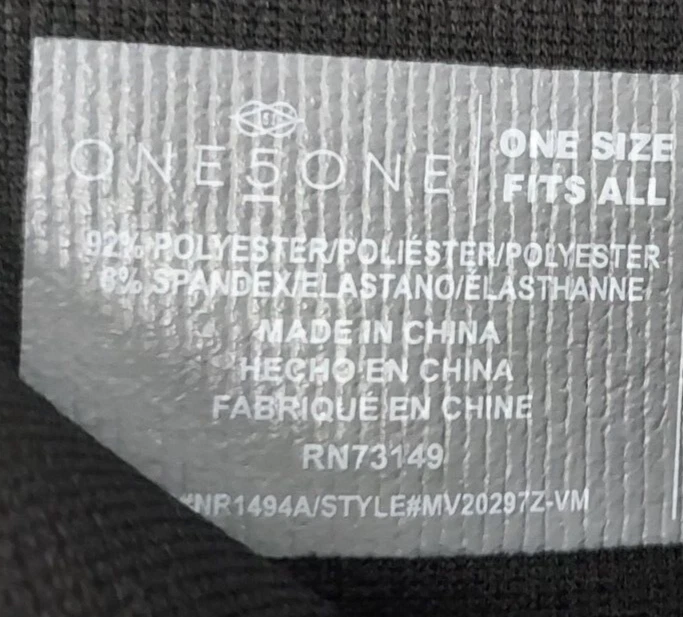 ONE5ONE
ONE SIZE
FITS ALL
92% POLYESTER/POLIÉSTER/POLYESTER
SPANDEX/ELASTANO/ÉLASTHANNE
MADE IN CHINA
HECHO EN CHINA
FABRIQUÉ EN CHINE
RN73149
#NR1494A/STYLE#MV20297Z-VM